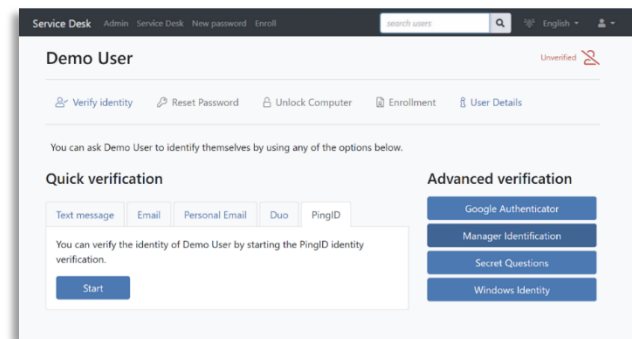 Service Desk Admin Service Desk New password Enroll search users English
Demo User Unverified
Verify identity Reset Password Unlock Computer Enrollment User Details
You can ask Demo User to identify themselves by using any of the options below.
Quick verification
Text message Email Personal Email Duo PingID
You can verify the identity of Demo User by starting the PingID identity
verification.
Start
Advanced verification
Google Authenticator
Manager Identification
Secret Questions
Windows Identity